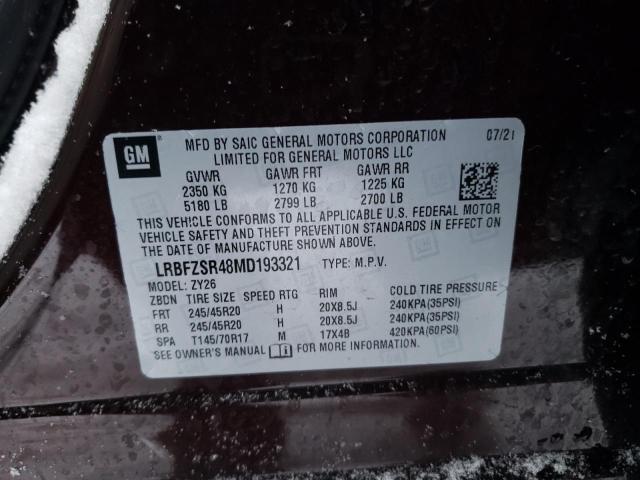 GM
MFD BY SAIC GENERAL MOTORS CORPORATION 07/21
LIMITED FOR GENERAL MOTORS LLC
GVWR GAWR FRT GAWR RR
2350 KG 1270 KG 1225 KG
5180 LB 2799 LB 2700 LB
THIS VEHICLE CONFORMS TO ALL APPLICABLE U.S. FEDERAL MOTOR
VEHICLE SAFETY AND THEFT PREVENTION STANDARDS IN EFFECT ON
THE DATE OF MANUFACTURE SHOWN ABOVE.
LRBFZSR48MD193321 TYPE: M.P.V.
MODEL: ZY26
ZBDN TIRE SIZE SPEED RTG RIM COLD TIRE PRESSURE
FRT 245/45R20 H 20X8.5J 240KPA(35PSI)
RR 245/45R20 H 20X8.5J 240KPA(35PSI)
SPA T145/70R17 M 17X4B 420KPA(60PSI)
SEE OWNER'S MANUAL FOR MORE INFORMATION.